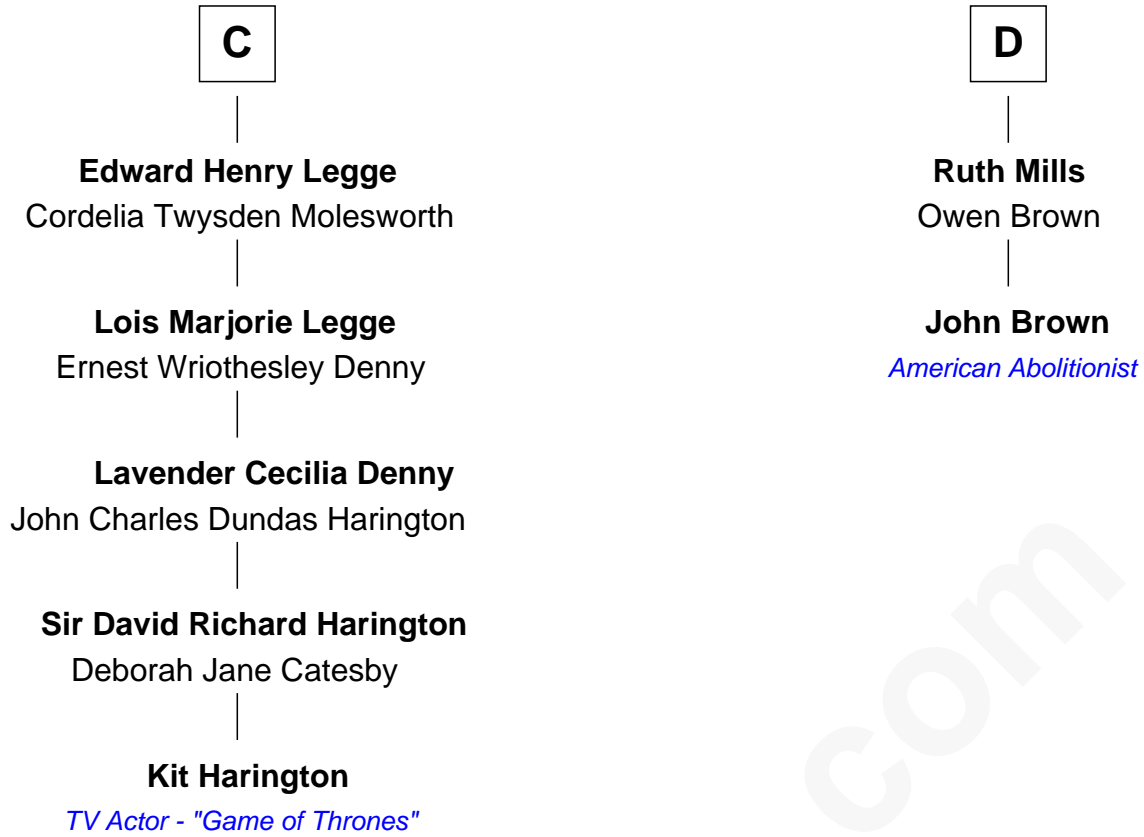 C
Edward Henry Legge
Cordelia Twysden Molesworth
Lois Marjorie Legge
Ernest Wriothesley Denny
Lavender Cecilia Denny
John Charles Dundas Harington
Sir David Richard Harington
Deborah Jane Catesby
Kit Harington
TV Actor - "Game of Thrones"
D
Ruth Mills
Owen Brown
John Brown
American Abolitionist
com